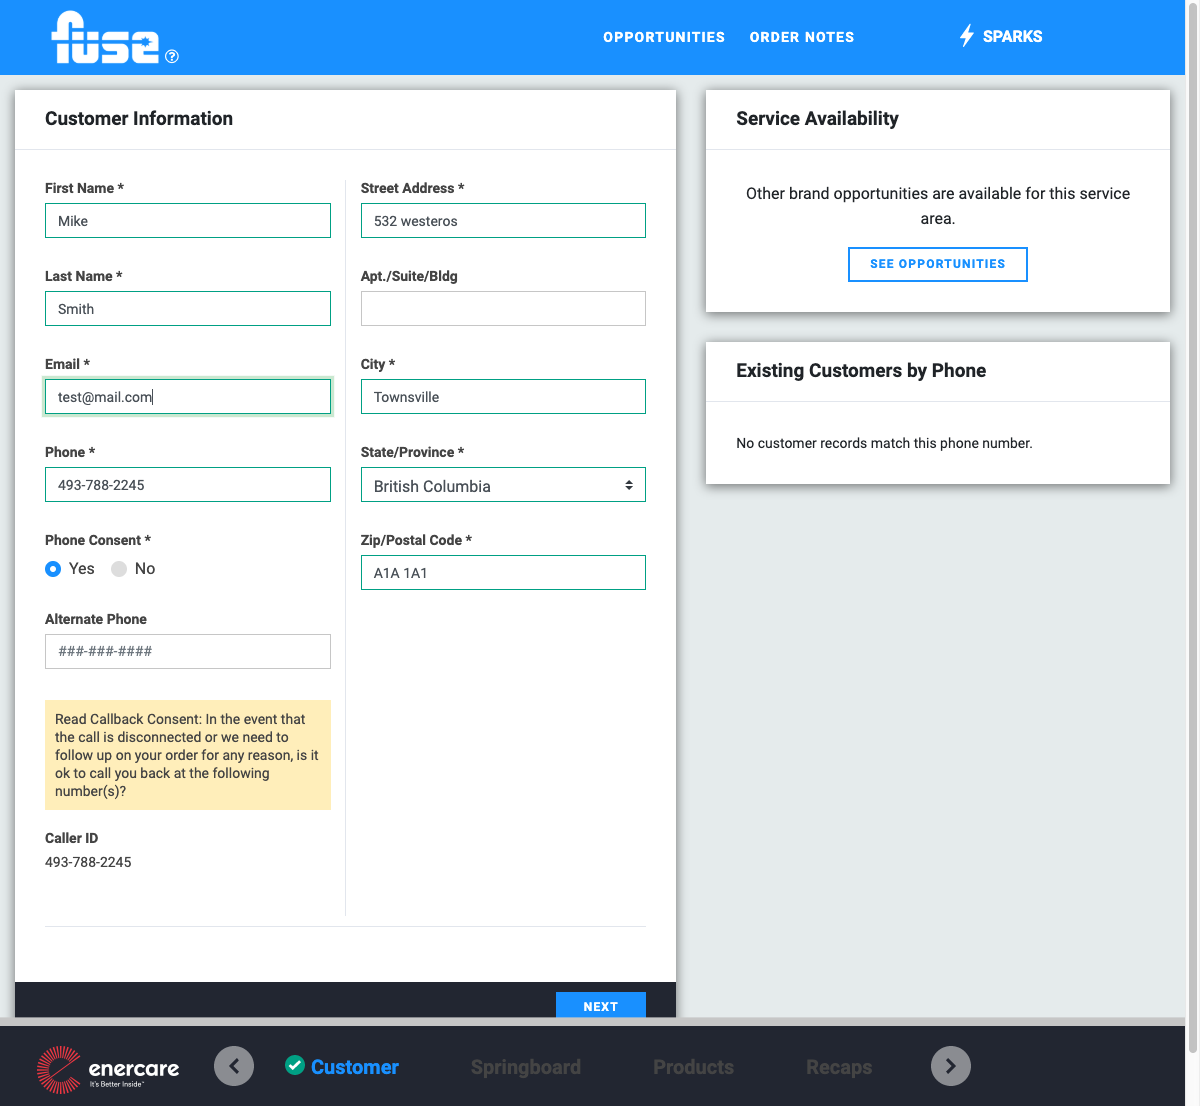 fuse ?
OPPORTUNITIES ORDER NOTES SPARKS
Customer Information
First Name *
Mike
Last Name *
Smith
Email *
test@mail.com
Phone *
493-788-2245
Phone Consent *
Yes No
Alternate Phone
###-###-####
Read Callback Consent: In the event that
the call is disconnected or we need to
follow up on your order for any reason, is it
ok to call you back at the following
number(s)?
Caller ID
493-788-2245
Street Address *
532 westeros
Apt./Suite/Bldg
City *
Townsville
State/Province *
British Columbia
Zip/Postal Code *
A1A 1A1
NEXT
Service Availability
Other brand opportunities are available for this service
area.
SEE OPPORTUNITIES
Existing Customers by Phone
No customer records match this phone number.
enercare
It's Better Inside™
Customer Springboard Products Recaps